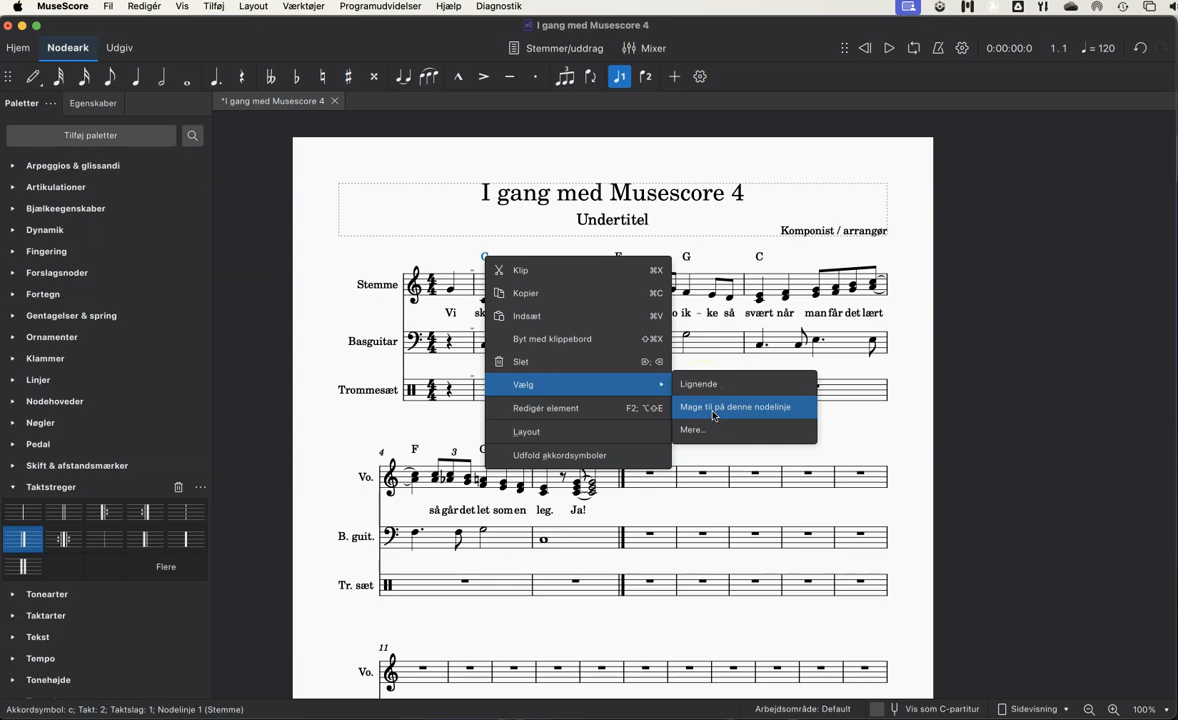 MuseScore Fil Redigér Vis Tilføj Layout Værktøjer Programudvidelser Hjælp Diagnostik
I gang med Musescore 4
Hjem Nodeark Udgiv Stemmer/uddrag Mixer 0:00:00:0 1.1 = 120
Paletter Egenskaber *I gang med Musescore 4
Tilføj paletter
Arpeggios & glissandi
Artikulationer
Bjælkeegenskaber
Dynamik
Fingering
Forslagsnoder
Fortegn
Gentagelser & spring
Ornamenter
Klammer
Linjer
Nodehoveder
Nøgler
Pedal
Skift & afstandsmærker
Taktstreger
Flere
Tonearter
Taktarter
Tekst
Tempo
Tonehøjde
I gang med Musescore 4
Undertitel
Komponist / arrangør
G C
Stemme
Vi o ik - ke så svært når man får det lært
Basguitar
Trommesæt
Klip ⌘X
Kopier ⌘C
Indsæt ⌘V
Byt med klippebord ⇧⌘X
Slet ⌦; ⌫
Vælg
Redigér element F2; ⌥⇧E
Layout
Udfold akkordsymboler
Lignende
Mage til på denne nodelinje
Mere...
4 F 3
Vo.
så går det let som en leg. Ja!
B. guit.
Tr. sæt
11
Vo.
Akkordsymbol: c; Takt: 2; Taktslag: 1; Nodelinje 1 (Stemme) Arbejdsområde: Default Vis som C-partitur Sidevisning 100%